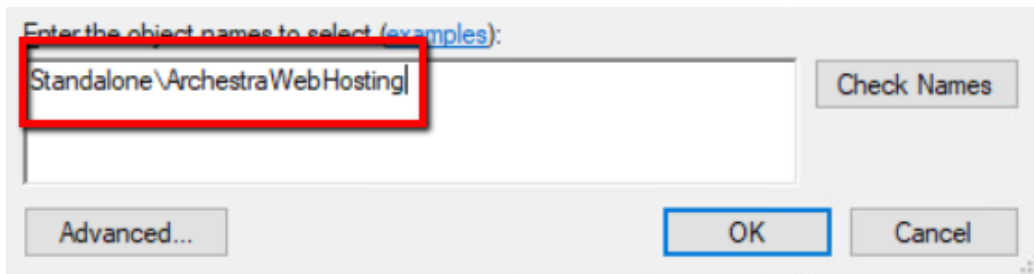 Enter the object names to select (examples):
Standalone\ArchestraWebHosting
Check Names
Advanced...
OK
Cancel